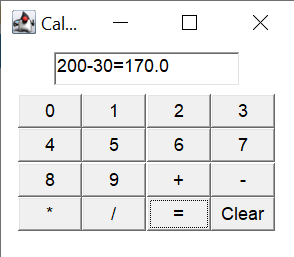 Cal...
200-30=170.0
0 1 2 3
4 5 6 7
8 9 + -
* / = Clear